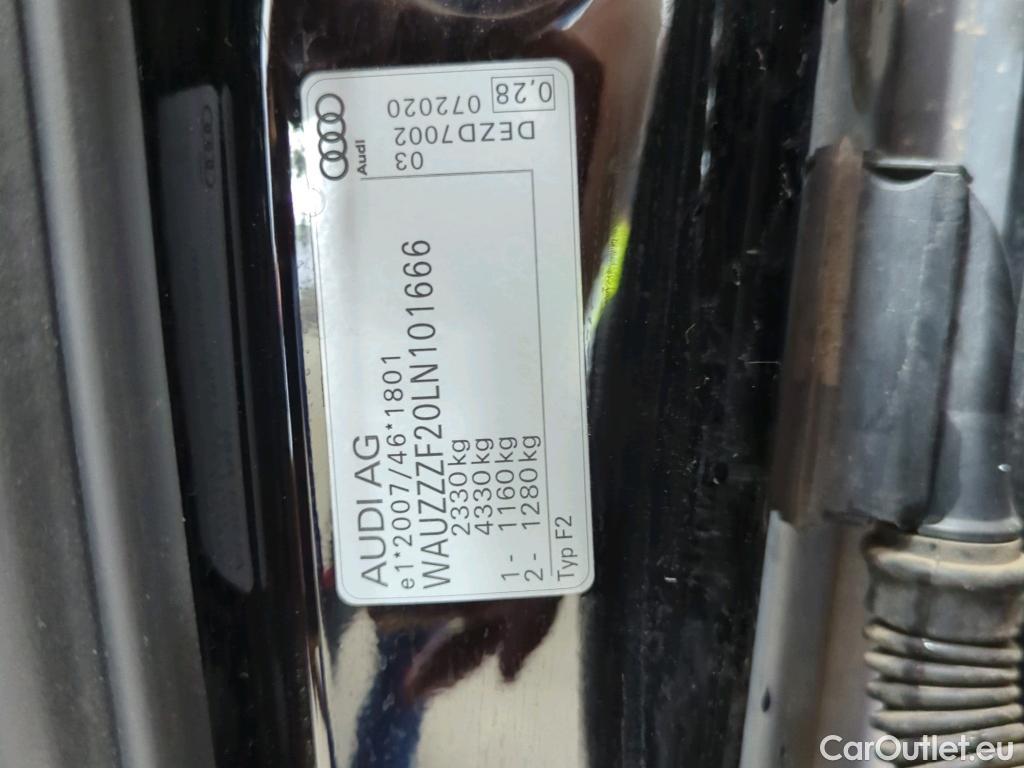 AUDI AG
e1*2007/46*1801
WAUZZZF20LN101666
2330kg
4330kg
1 - 1160kg
2 - 1280kg
Typ F2
Audi
03
DEZD7002
072020
0,28
CarOutlet.eu